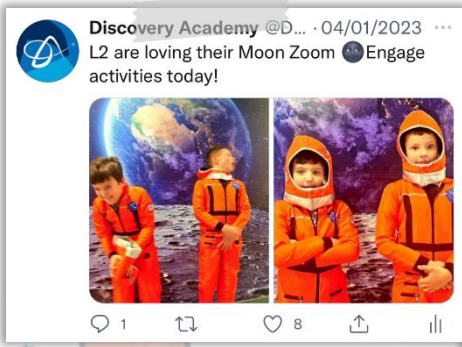 Discovery Academy @D... · 04/01/2023 ···
L2 are loving their Moon Zoom 🌚Engage
activities today!
1 8